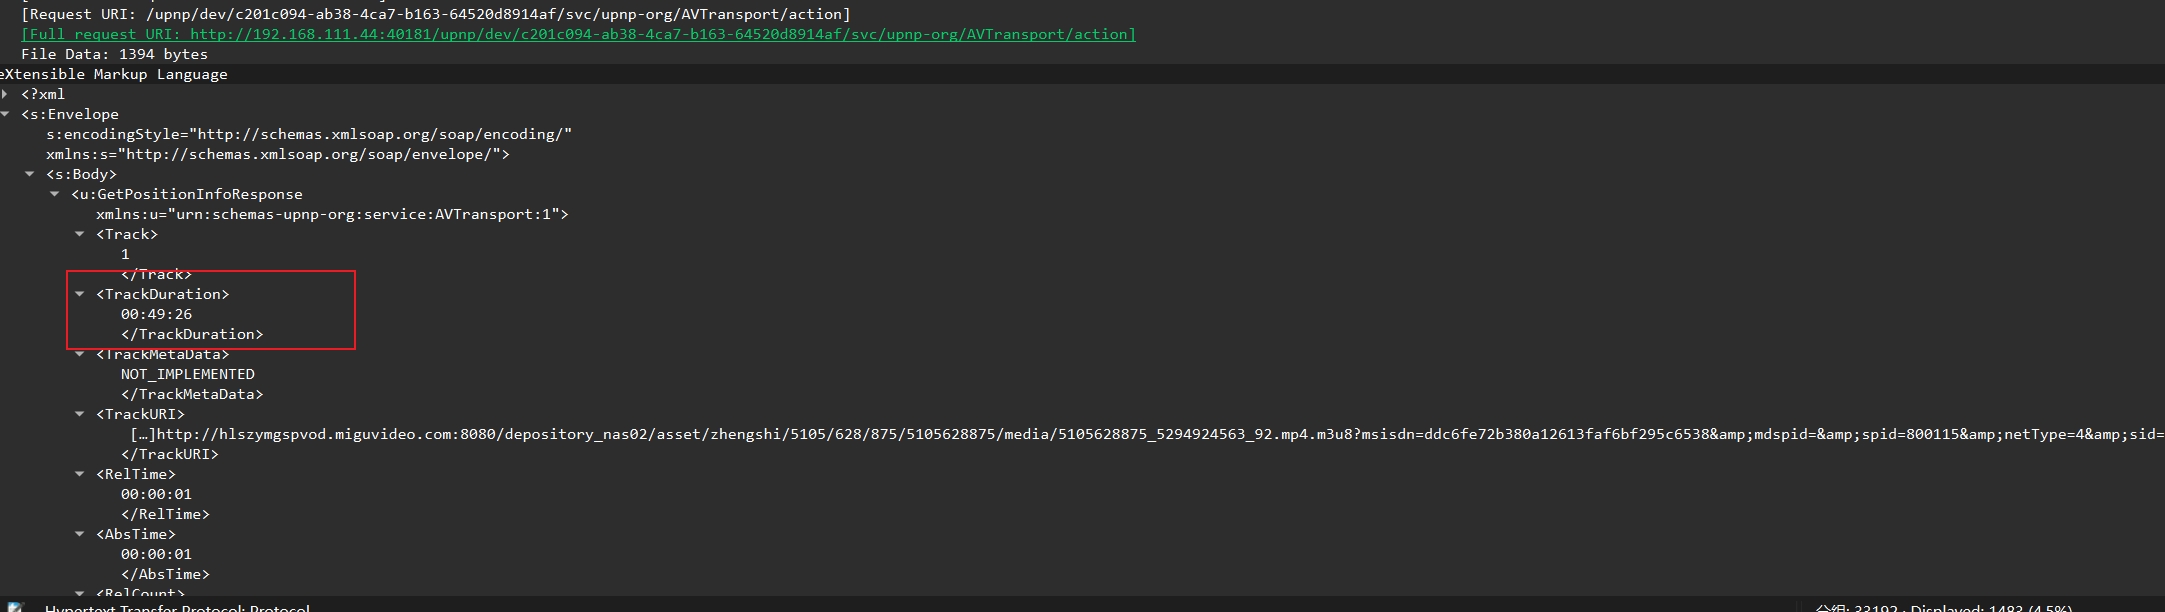 [Request URI: /upnp/dev/c201c094-ab38-4ca7-b163-64520d8914af/svc/upnp-org/AVTransport/action]
[Full request URI: http://192.168.111.44:40181/upnp/dev/c201c094-ab38-4ca7-b163-64520d8914af/svc/upnp-org/AVTransport/action]
File Data: 1394 bytes
eXtensible Markup Language
<?xml
<s:Envelope
s:encodingStyle="http://schemas.xmlsoap.org/soap/encoding/"
xmlns:s="http://schemas.xmlsoap.org/soap/envelope/">
<s:Body>
<u:GetPositionInfoResponse
xmlns:u="urn:schemas-upnp-org:service:AVTransport:1">
<Track>
1
</Track>
<TrackDuration>
00:49:26
</TrackDuration>
<TrackMetaData>
NOT_IMPLEMENTED
</TrackMetaData>
<TrackURI>
[…]http://hlszymgspvod.miguvideo.com:8080/depository_nas02/asset/zhengshi/5105/628/875/5105628875/media/5105628875_5294924563_92.mp4.m3u8?msisdn=ddc6fe72b380a12613faf6bf295c6538&amp;mdspid=&amp;spid=800115&amp;netType=4&amp;sid=
</TrackURI>
<RelTime>
00:00:01
</RelTime>
<AbsTime>
00:00:01
</AbsTime>
<RelCount>
Hypertext Transfer Protocol: Protocol
分组: 33192 · Displayed: 1483 (4.5%)